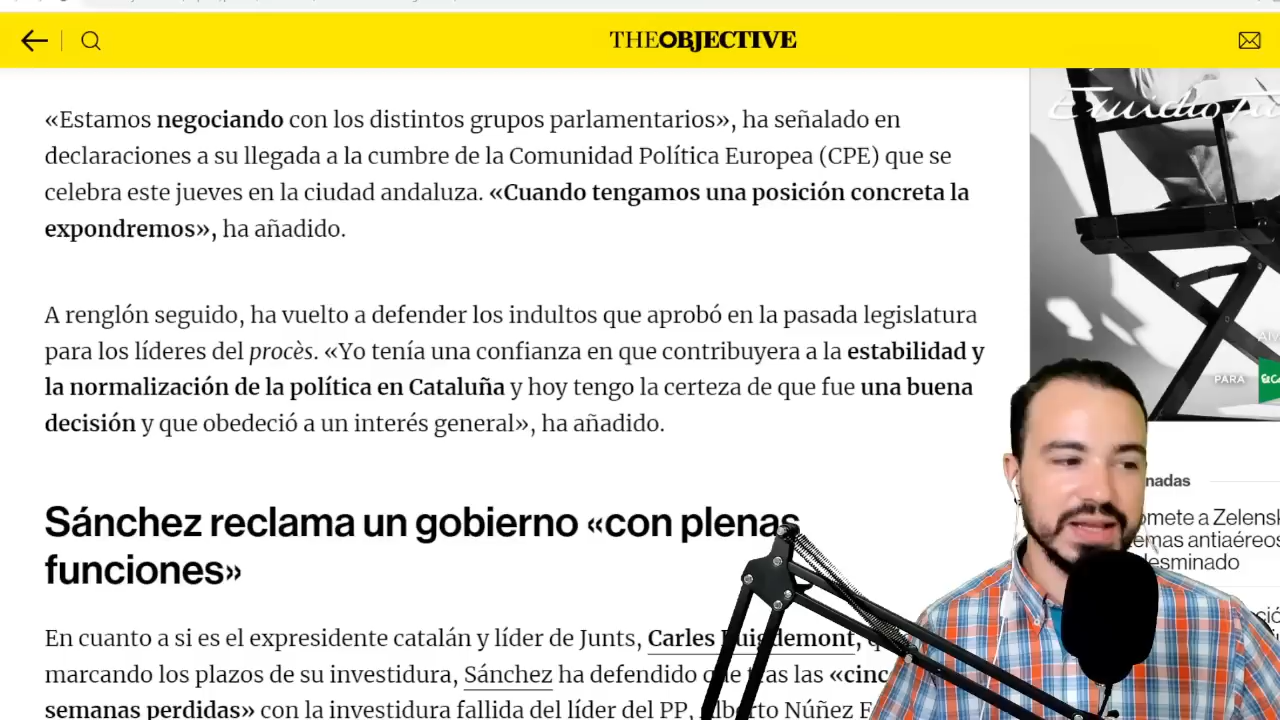 THEOBJECTIVE
«Estamos negociando con los distintos grupos parlamentarios», ha señalado en
declaraciones a su llegada a la cumbre de la Comunidad Política Europea (CPE) que se
celebra este jueves en la ciudad andaluza. «Cuando tengamos una posición concreta la
expondremos», ha añadido.
A renglón seguido, ha vuelto a defender los indultos que aprobó en la pasada legislatura
para los líderes del procès. «Yo tenía una confianza en que contribuyera a la estabilidad y
la normalización de la política en Cataluña y hoy tengo la certeza de que fue una buena
decisión y que obedeció a un interés general», ha añadido.
Sánchez reclama un gobierno «con plenas
funciones»
En cuanto a si es el expresidente catalán y líder de Junts, Carles Puigdemont,
marcando los plazos de su investidura, Sánchez ha defendido que tras las «cinc
semanas perdidas» con la investidura fallida del líder del PP, Alberto Núñez F
PARA
nadas
omete a Zelensk
emas antiaéreos
desminado